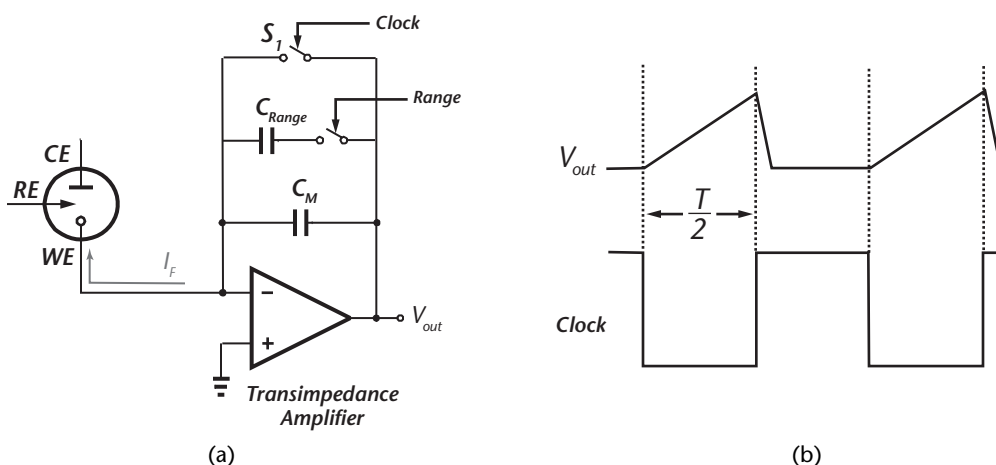 Clock
S1
Range
CRange
CE
RE
CM
WE
IF
−
+
Vout
Transimpedance
Amplifier
(a)
Vout
T
2
Clock
(b)